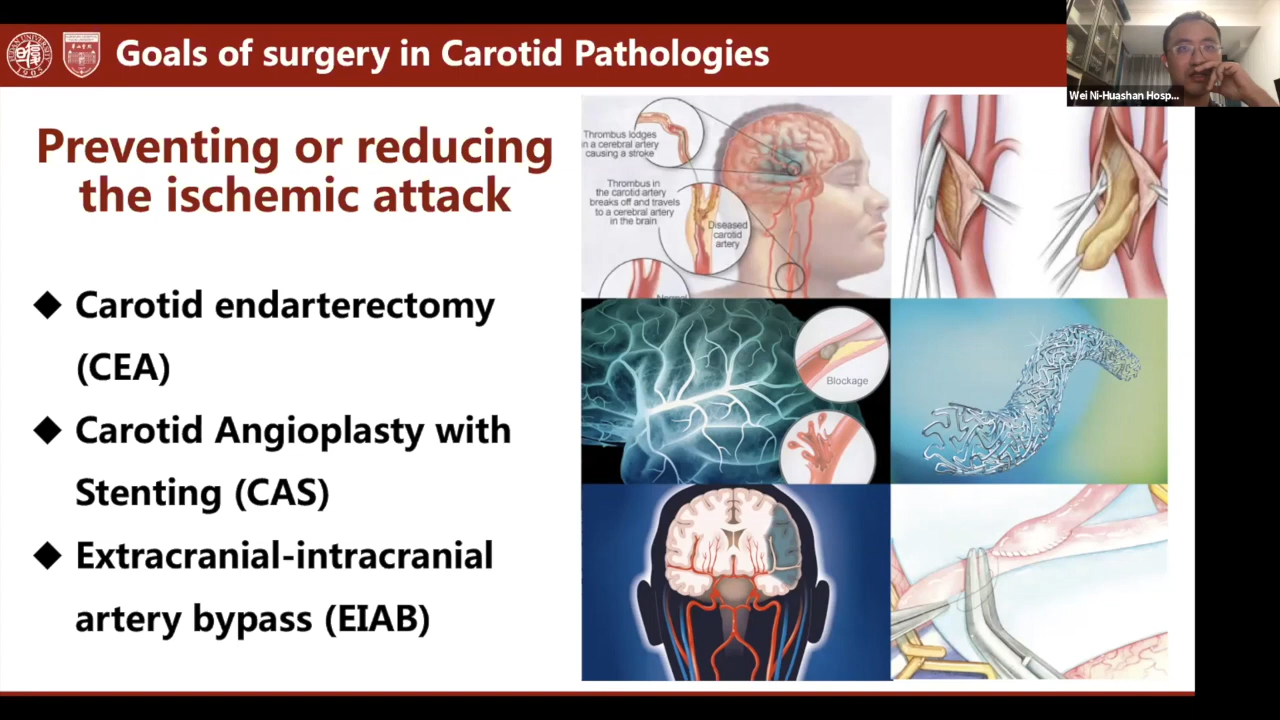 Goals of surgery in Carotid Pathologies
Wei Ni-Huashan Hosp...
Preventing or reducing
the ischemic attack
◆ Carotid endarterectomy
(CEA)
◆ Carotid Angioplasty with
Stenting (CAS)
◆ Extracranial-intracranial
artery bypass (EIAB)
Thrombus lodges
in a cerebral artery
causing a stroke
Thrombus in
the carotid artery
breaks off and travels
to a cerebral artery
in the brain
Diseased
carotid
artery
Blockage